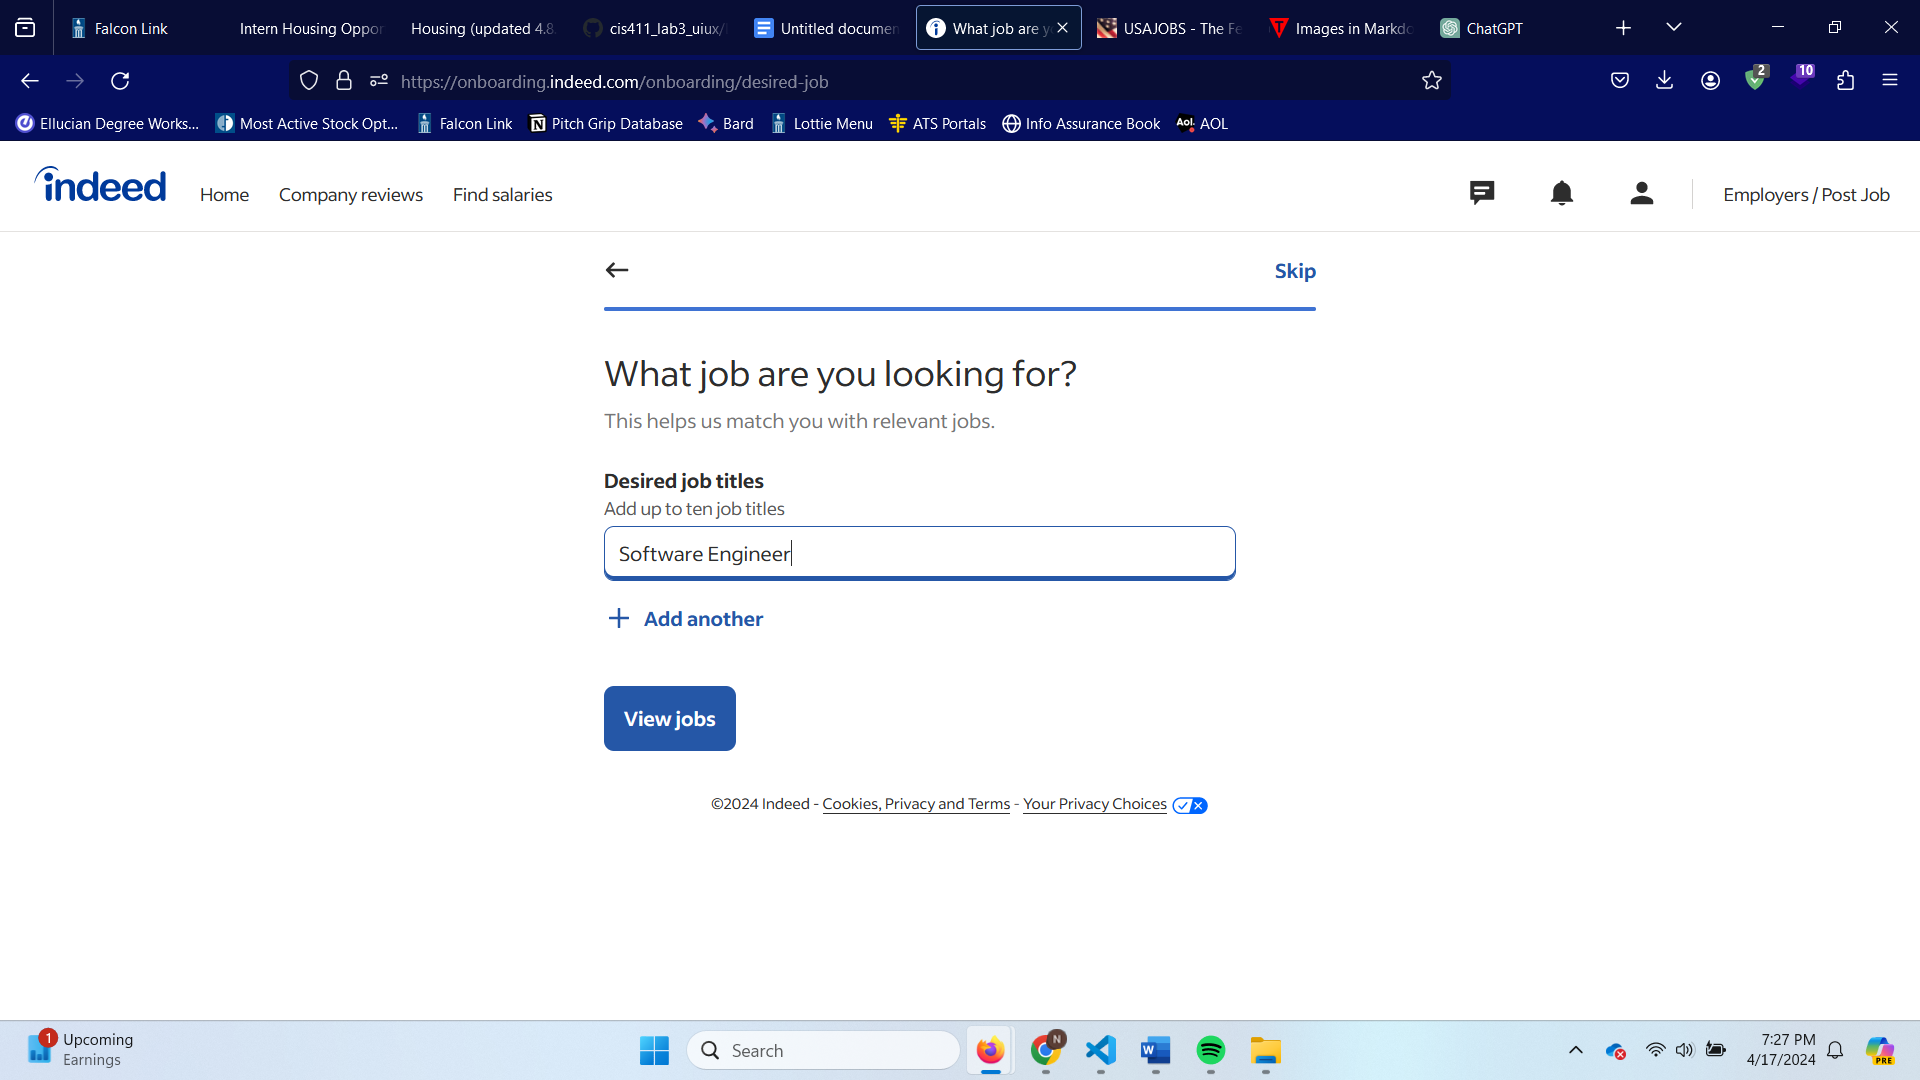 Falcon Link
Intern Housing Oppor
Housing (updated 4.8
cis411_lab3_uiux/
Untitled documen
What job are y
USAJOBS - The Fe
Images in Markdo
ChatGPT
https://onboarding.indeed.com/onboarding/desired-job
2
10
Ellucian Degree Works...
Most Active Stock Opt...
Falcon Link
Pitch Grip Database
Bard
Lottie Menu
ATS Portals
Info Assurance Book
Aol.
AOL
indeed
Home
Company reviews
Find salaries
Employers / Post Job
Skip
What job are you looking for?
This helps us match you with relevant jobs.
Desired job titles
Add up to ten job titles
Software Engineer
Add another
View jobs
©2024 Indeed - Cookies, Privacy and Terms - Your Privacy Choices
1
Upcoming
Earnings
Search
N
W
7:27 PM
4/17/2024
PRE